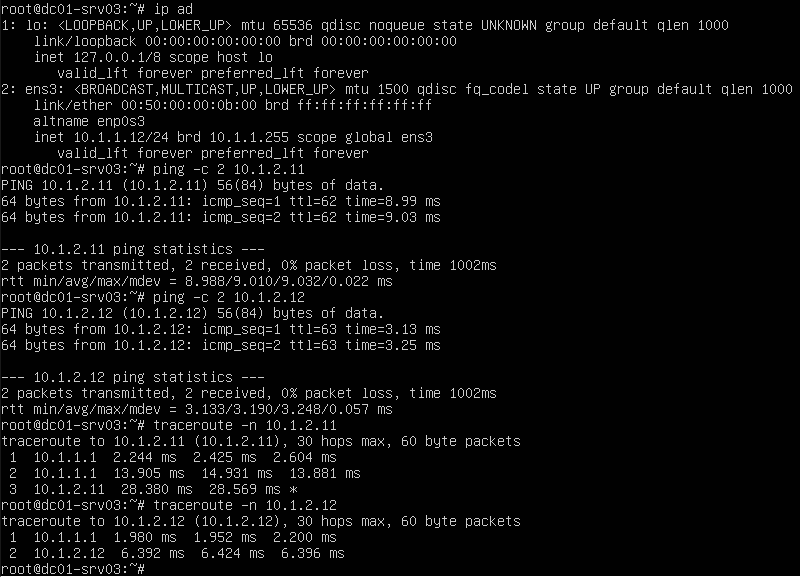 root@dc01-srv03:~# ip ad
1: lo: <LOOPBACK,UP,LOWER_UP> mtu 65536 qdisc noqueue state UNKNOWN group default qlen 1000
    link/loopback 00:00:00:00:00:00 brd 00:00:00:00:00:00
    inet 127.0.0.1/8 scope host lo
       valid_lft forever preferred_lft forever
2: ens3: <BROADCAST,MULTICAST,UP,LOWER_UP> mtu 1500 qdisc fq_codel state UP group default qlen 1000
    link/ether 00:50:00:00:0b:00 brd ff:ff:ff:ff:ff:ff
    altname enp0s3
    inet 10.1.1.12/24 brd 10.1.1.255 scope global ens3
       valid_lft forever preferred_lft forever
root@dc01-srv03:~# ping -c 2 10.1.2.11
PING 10.1.2.11 (10.1.2.11) 56(84) bytes of data.
64 bytes from 10.1.2.11: icmp_seq=1 ttl=62 time=8.99 ms
64 bytes from 10.1.2.11: icmp_seq=2 ttl=62 time=9.03 ms

--- 10.1.2.11 ping statistics ---
2 packets transmitted, 2 received, 0% packet loss, time 1002ms
rtt min/avg/max/mdev = 8.988/9.010/9.032/0.022 ms
root@dc01-srv03:~# ping -c 2 10.1.2.12
PING 10.1.2.12 (10.1.2.12) 56(84) bytes of data.
64 bytes from 10.1.2.12: icmp_seq=1 ttl=63 time=3.13 ms
64 bytes from 10.1.2.12: icmp_seq=2 ttl=63 time=3.25 ms

--- 10.1.2.12 ping statistics ---
2 packets transmitted, 2 received, 0% packet loss, time 1002ms
rtt min/avg/max/mdev = 3.133/3.190/3.248/0.057 ms
root@dc01-srv03:~# traceroute -n 10.1.2.11
traceroute to 10.1.2.11 (10.1.2.11), 30 hops max, 60 byte packets
 1  10.1.1.1  2.244 ms  2.425 ms  2.604 ms
 2  10.1.1.1  13.905 ms  14.931 ms  13.881 ms
 3  10.1.2.11  28.380 ms  28.569 ms *
root@dc01-srv03:~# traceroute -n 10.1.2.12
traceroute to 10.1.2.12 (10.1.2.12), 30 hops max, 60 byte packets
 1  10.1.1.1  1.980 ms  1.952 ms  2.200 ms
 2  10.1.2.12  6.392 ms  6.424 ms  6.396 ms
root@dc01-srv03:~#